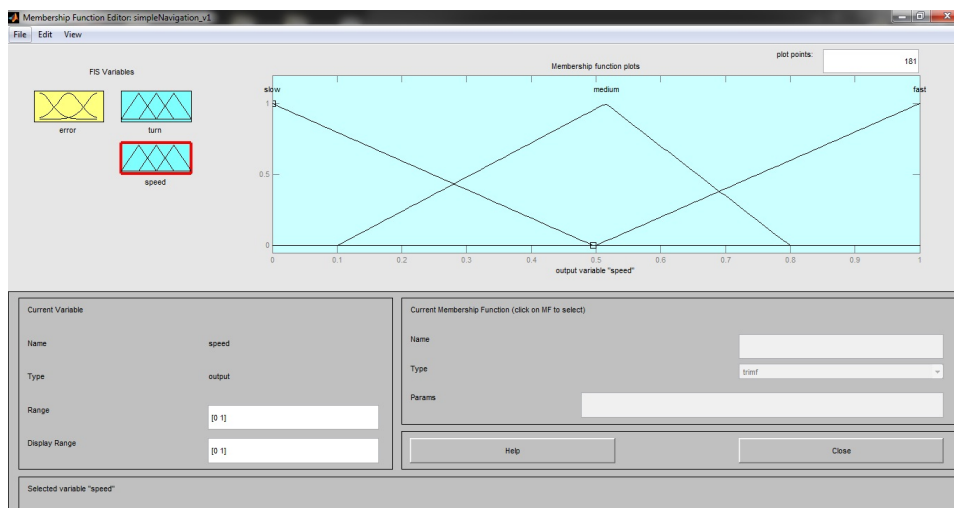 Membership Function Editor: simpleNavigation_v1
File Edit View
FIS Variables
Membership function plots
plot points:
181
error
turn
speed
slow
medium
fast
1
0.5
0
0 0.1 0.2 0.3 0.4 0.5 0.6 0.7 0.8 0.9 1
output variable "speed"
Current Variable
Name speed
Type output
Range [0 1]
Display Range [0 1]
Current Membership Function (click on MF to select)
Name
Type trimf
Params
Help Close
Selected variable "speed"